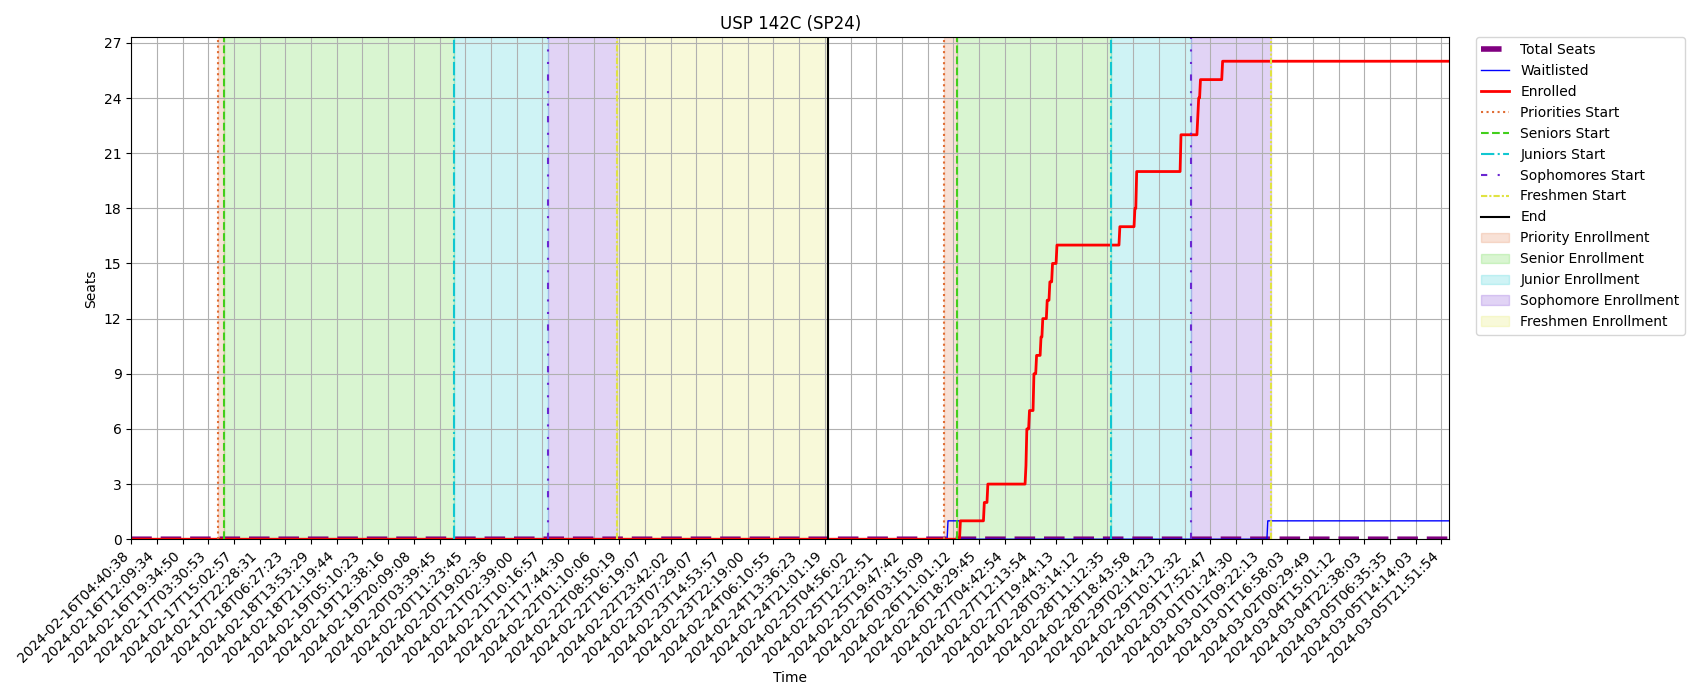 USP 142C (SP24)
Seats
27
24
21
18
15
12
9
6
3
0
2024-02-16T04:40:38
2024-02-16T12:09:34
2024-02-16T19:34:50
2024-02-17T03:30:53
2024-02-17T15:02:57
2024-02-17T22:28:31
2024-02-18T06:27:23
2024-02-18T13:53:29
2024-02-18T21:19:44
2024-02-19T05:10:23
2024-02-19T12:38:16
2024-02-19T20:09:08
2024-02-20T03:39:45
2024-02-20T11:23:45
2024-02-20T19:02:36
2024-02-21T02:39:00
2024-02-21T10:16:57
2024-02-21T17:44:30
2024-02-22T01:10:06
2024-02-22T08:50:19
2024-02-22T16:19:07
2024-02-22T23:42:02
2024-02-23T07:29:07
2024-02-23T14:53:57
2024-02-23T22:19:00
2024-02-24T06:10:55
2024-02-24T13:36:23
2024-02-24T21:01:19
2024-02-25T04:56:02
2024-02-25T12:22:51
2024-02-25T19:47:42
2024-02-26T03:15:09
2024-02-26T11:01:12
2024-02-26T18:29:45
2024-02-27T04:42:54
2024-02-27T12:13:54
2024-02-27T19:44:13
2024-02-28T03:14:12
2024-02-28T11:12:35
2024-02-28T18:43:58
2024-02-29T02:14:23
2024-02-29T10:12:32
2024-02-29T17:52:47
2024-03-01T01:24:30
2024-03-01T09:22:13
2024-03-01T16:58:03
2024-03-02T00:29:49
2024-03-04T15:01:12
2024-03-04T22:38:03
2024-03-05T06:35:35
2024-03-05T14:14:03
2024-03-05T21:51:54
Time
Total Seats
Waitlisted
Enrolled
Priorities Start
Seniors Start
Juniors Start
Sophomores Start
Freshmen Start
End
Priority Enrollment
Senior Enrollment
Junior Enrollment
Sophomore Enrollment
Freshmen Enrollment